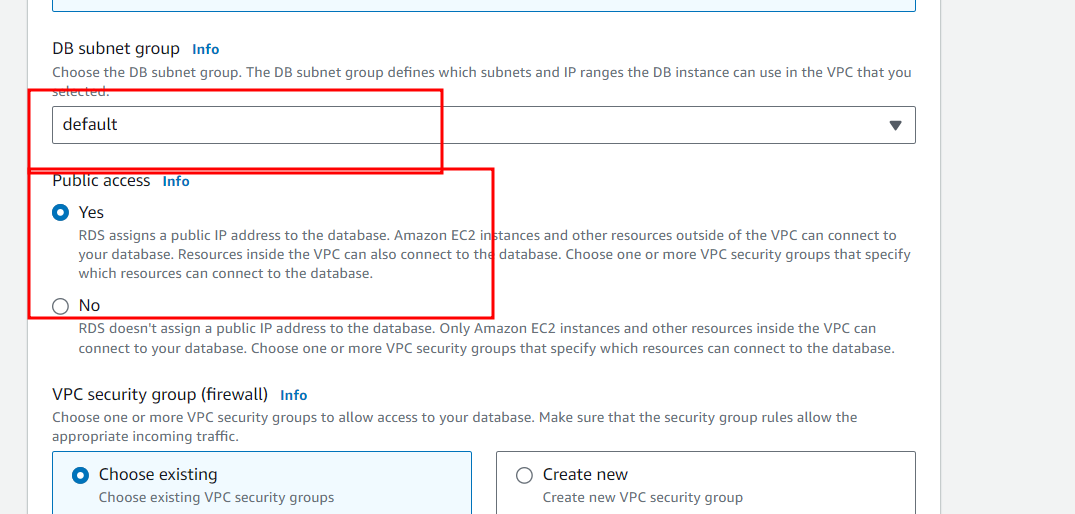 DB subnet group Info
Choose the DB subnet group. The DB subnet group defines which subnets and IP ranges the DB instance can use in the VPC that you
selected.
default
Public access Info
Yes
RDS assigns a public IP address to the database. Amazon EC2 instances and other resources outside of the VPC can connect to
your database. Resources inside the VPC can also connect to the database. Choose one or more VPC security groups that specify
which resources can connect to the database.
No
RDS doesn't assign a public IP address to the database. Only Amazon EC2 instances and other resources inside the VPC can
connect to your database. Choose one or more VPC security groups that specify which resources can connect to the database.
VPC security group (firewall) Info
Choose one or more VPC security groups to allow access to your database. Make sure that the security group rules allow the
appropriate incoming traffic.
Choose existing
Choose existing VPC security groups
Create new
Create new VPC security group